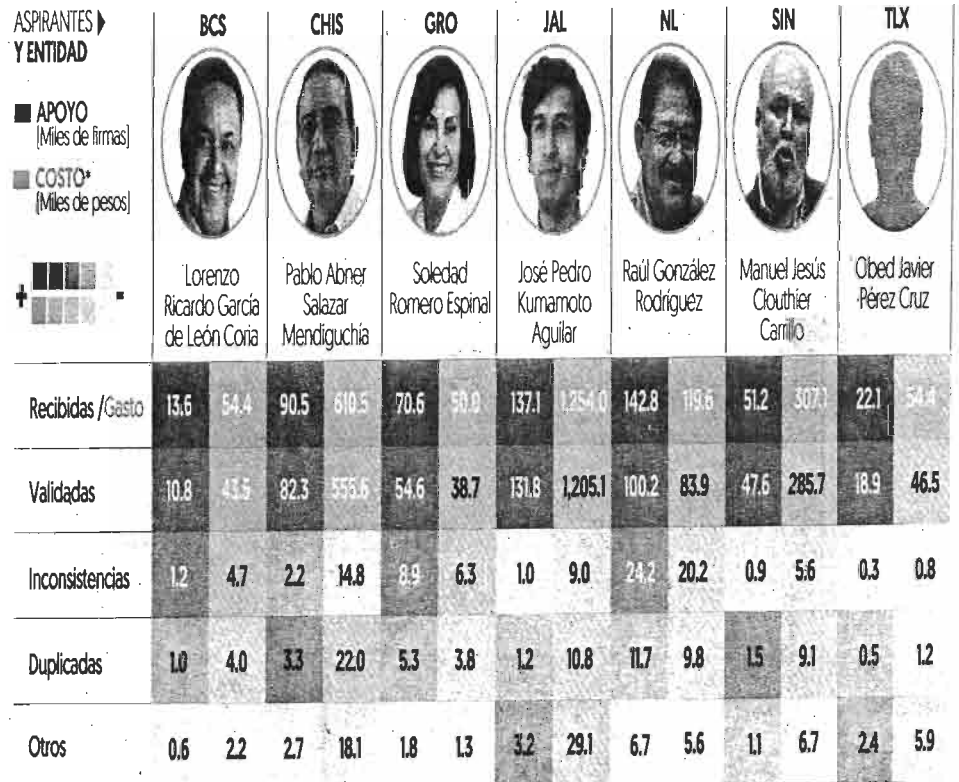 ASPIRANTES
Y ENTIDAD
BCS CHIS GRO JAL NL SIN TLX
APOYO
[Miles de firmas]
COSTO*
[Miles de pesos]
+ -
Lorenzo
Ricardo García
de León Coria
Pablo Abner
Salazar
Mendiguchía
Soledad
Romero Espinal
José Pedro
Kumamoto
Aguilar
Raúl González
Rodríguez
Manuel Jesús
Clouthier
Carrillo
Obed Javier
Pérez Cruz
Recibidas / Gasto 13.6 54.4 90.5 610.5 70.6 50.0 137.1 1,254.0 142.8 119.6 51.2 307.1 22.1 54.4
Validadas 10.8 43.5 82.3 555.6 54.6 38.7 131.8 1,205.1 100.2 83.9 47.6 285.7 18.9 46.5
Inconsistencias 1.2 4.7 2.2 14.8 8.9 6.3 1.0 9.0 24.2 20.2 0.9 5.6 0.3 0.8
Duplicadas 1.0 4.0 3.3 22.0 5.3 3.8 1.2 10.8 11.7 9.8 1.5 9.1 0.5 1.2
Otros 0.6 2.2 2.7 18.1 1.8 1.3 3.2 29.1 6.7 5.6 1.1 6.7 2.4 5.9